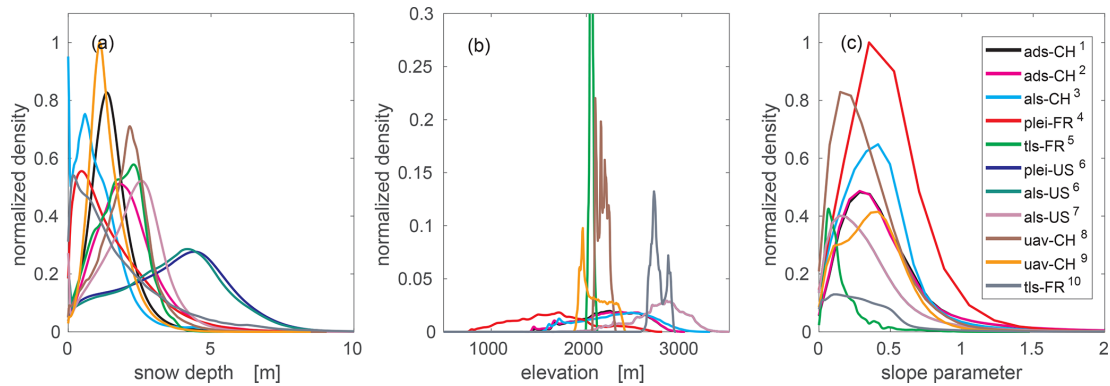 (a)
normalized density
1
0.8
0.6
0.4
0.2
0
0
5
10
snow depth [m]
(b)
normalized density
0.3
0.25
0.2
0.15
0.1
0.05
0
1000
2000
3000
elevation [m]
(c)
normalized density
1
0.8
0.6
0.4
0.2
0
0
0.5
1
1.5
2
slope parameter
ads-CH 1
ads-CH 2
als-CH 3
plei-FR 4
tls-FR 5
plei-US 6
als-US 6
als-US 7
uav-CH 8
uav-CH 9
tls-FR 10